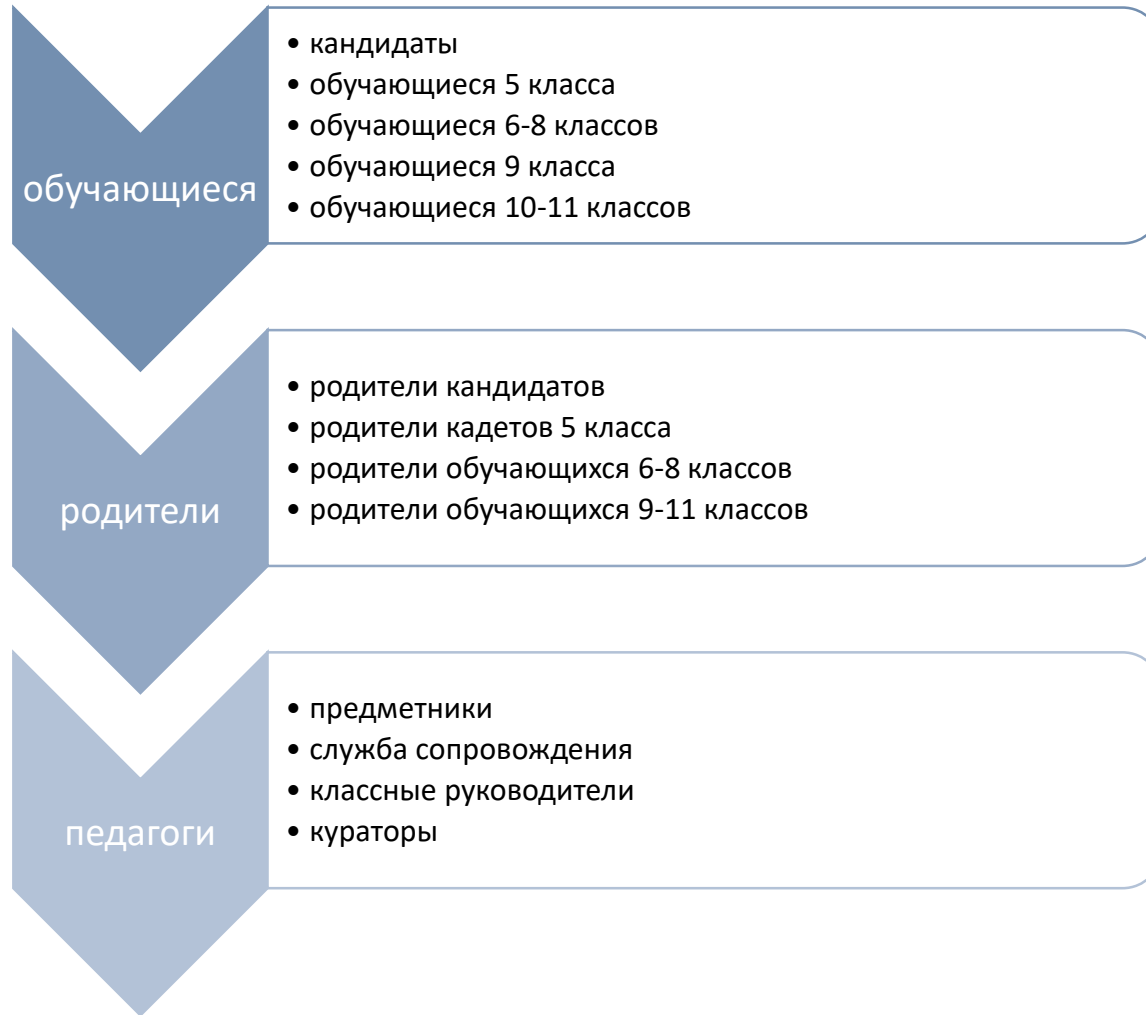 обучающиеся
• кандидаты
• обучающиеся 5 класса
• обучающиеся 6-8 классов
• обучающиеся 9 класса
• обучающиеся 10-11 классов
родители
• родители кандидатов
• родители кадетов 5 класса
• родители обучающихся 6-8 классов
• родители обучающихся 9-11 классов
педагоги
• предметники
• служба сопровождения
• классные руководители
• кураторы